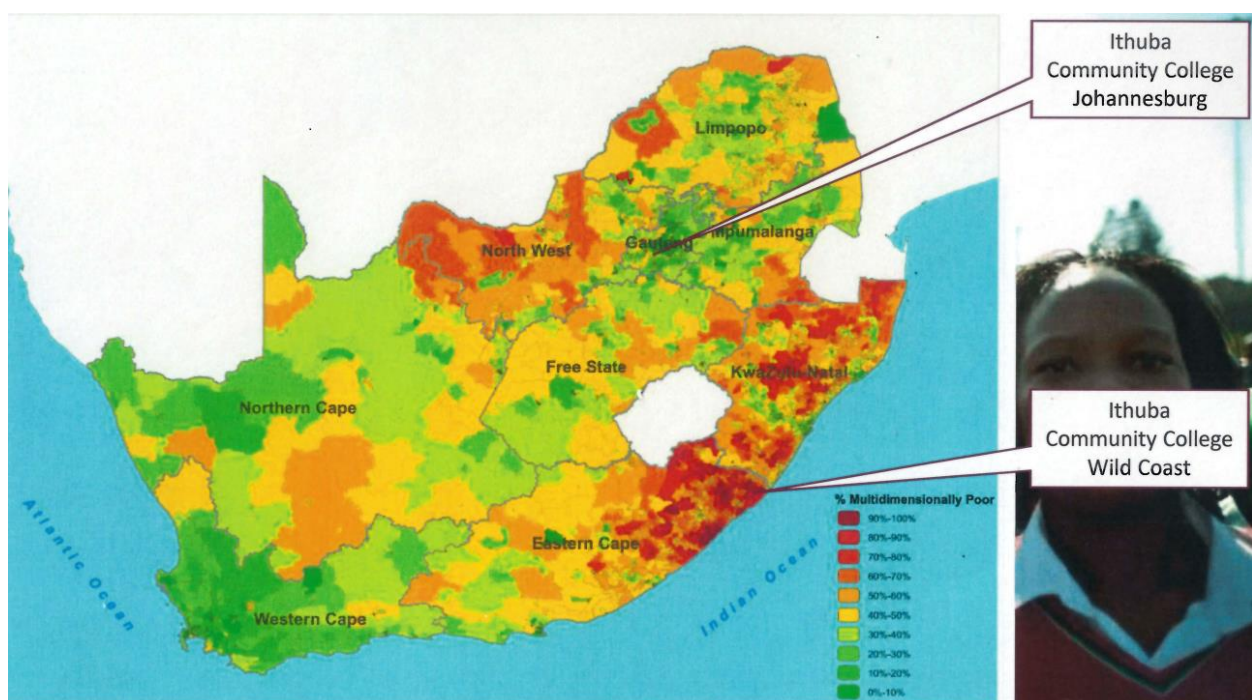 Ithuba
Community College
Johannesburg
Limpopo
North West
Gauteng
Mpumalanga
Free State
KwaZulu-Natal
Northern Cape
Ithuba
Community College
Wild Coast
Atlantic Ocean
Eastern Cape
Indian Ocean
Western Cape
% Multidimensionally Poor
90%-100%
80%-90%
70%-80%
60%-70%
50%-60%
40%-50%
30%-40%
20%-30%
10%-20%
0%-10%